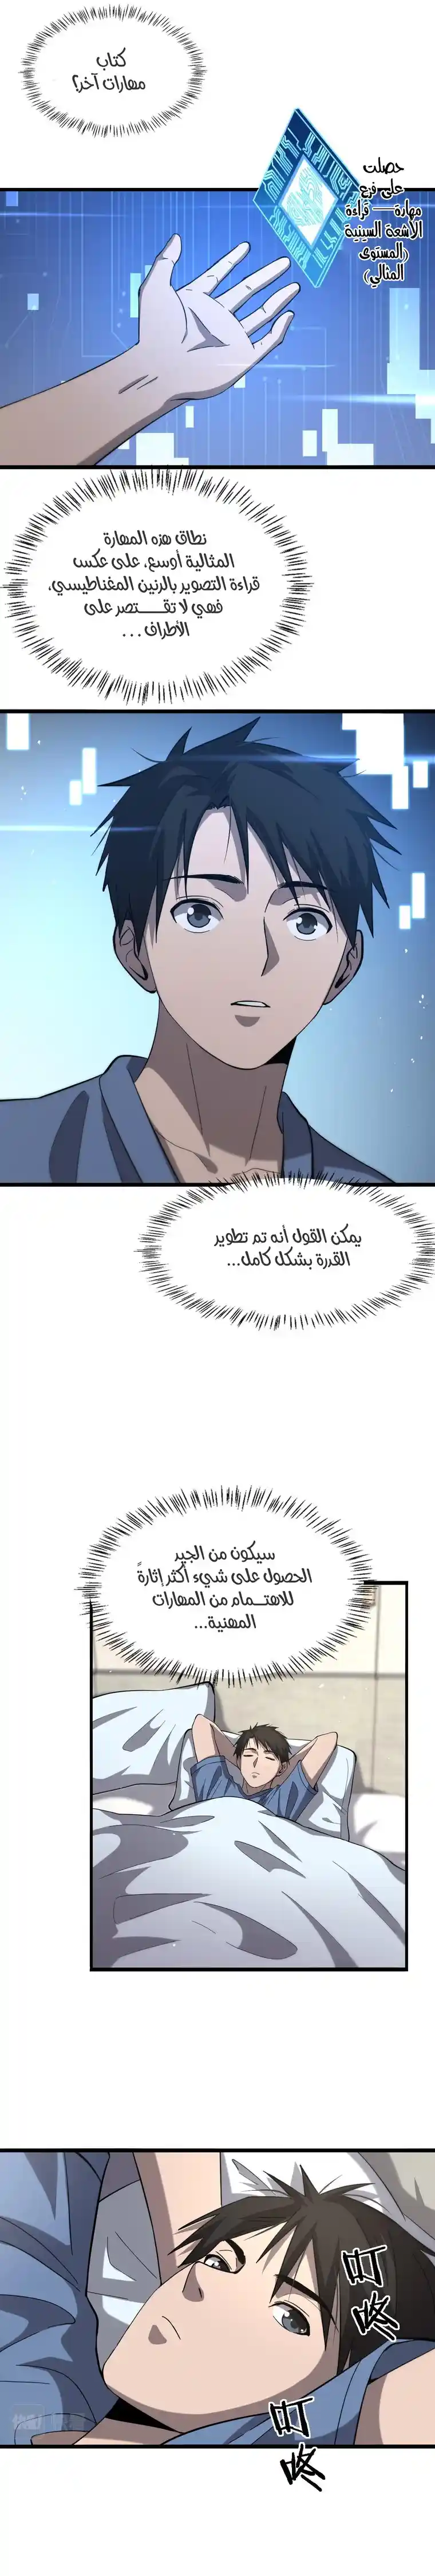 كتاب
مهارات آخر؟
حصلت
على فرع
مهارة— قراءة
الأشعة السينية
(المستوى
المثالي)
نطاق هذه المهارة
المثالية أوسع، على عكس
قراءة التصوير بالرنين المغناطيسي،
فهي لا تقتصر على
الأطراف ...
يمكن القول أنه تم تطوير
القدرة بشكل كامل...
سيكون من الجيد
الحصول على شيء أكثر إثارةً
للاهتمام من المهارات
المهنية...
叮
咚
叮
咚